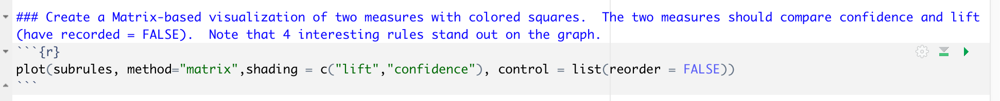 ### Create a Matrix-based visualization of two measures with colored squares.  The two measures should compare confidence and lift
(have recorded = FALSE).  Note that 4 interesting rules stand out on the graph.
```{r}
plot(subrules, method="matrix",shading = c("lift","confidence"), control = list(reorder = FALSE))
```